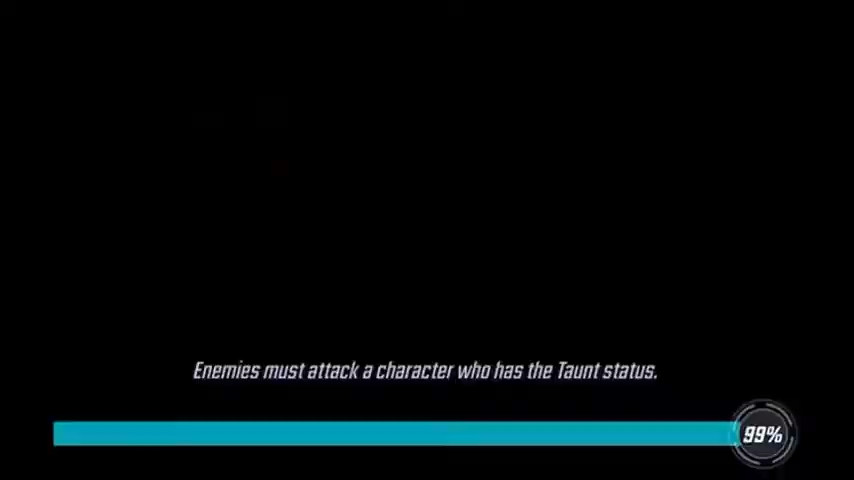 Enemies must attack a character who has the Taunt status.
99%